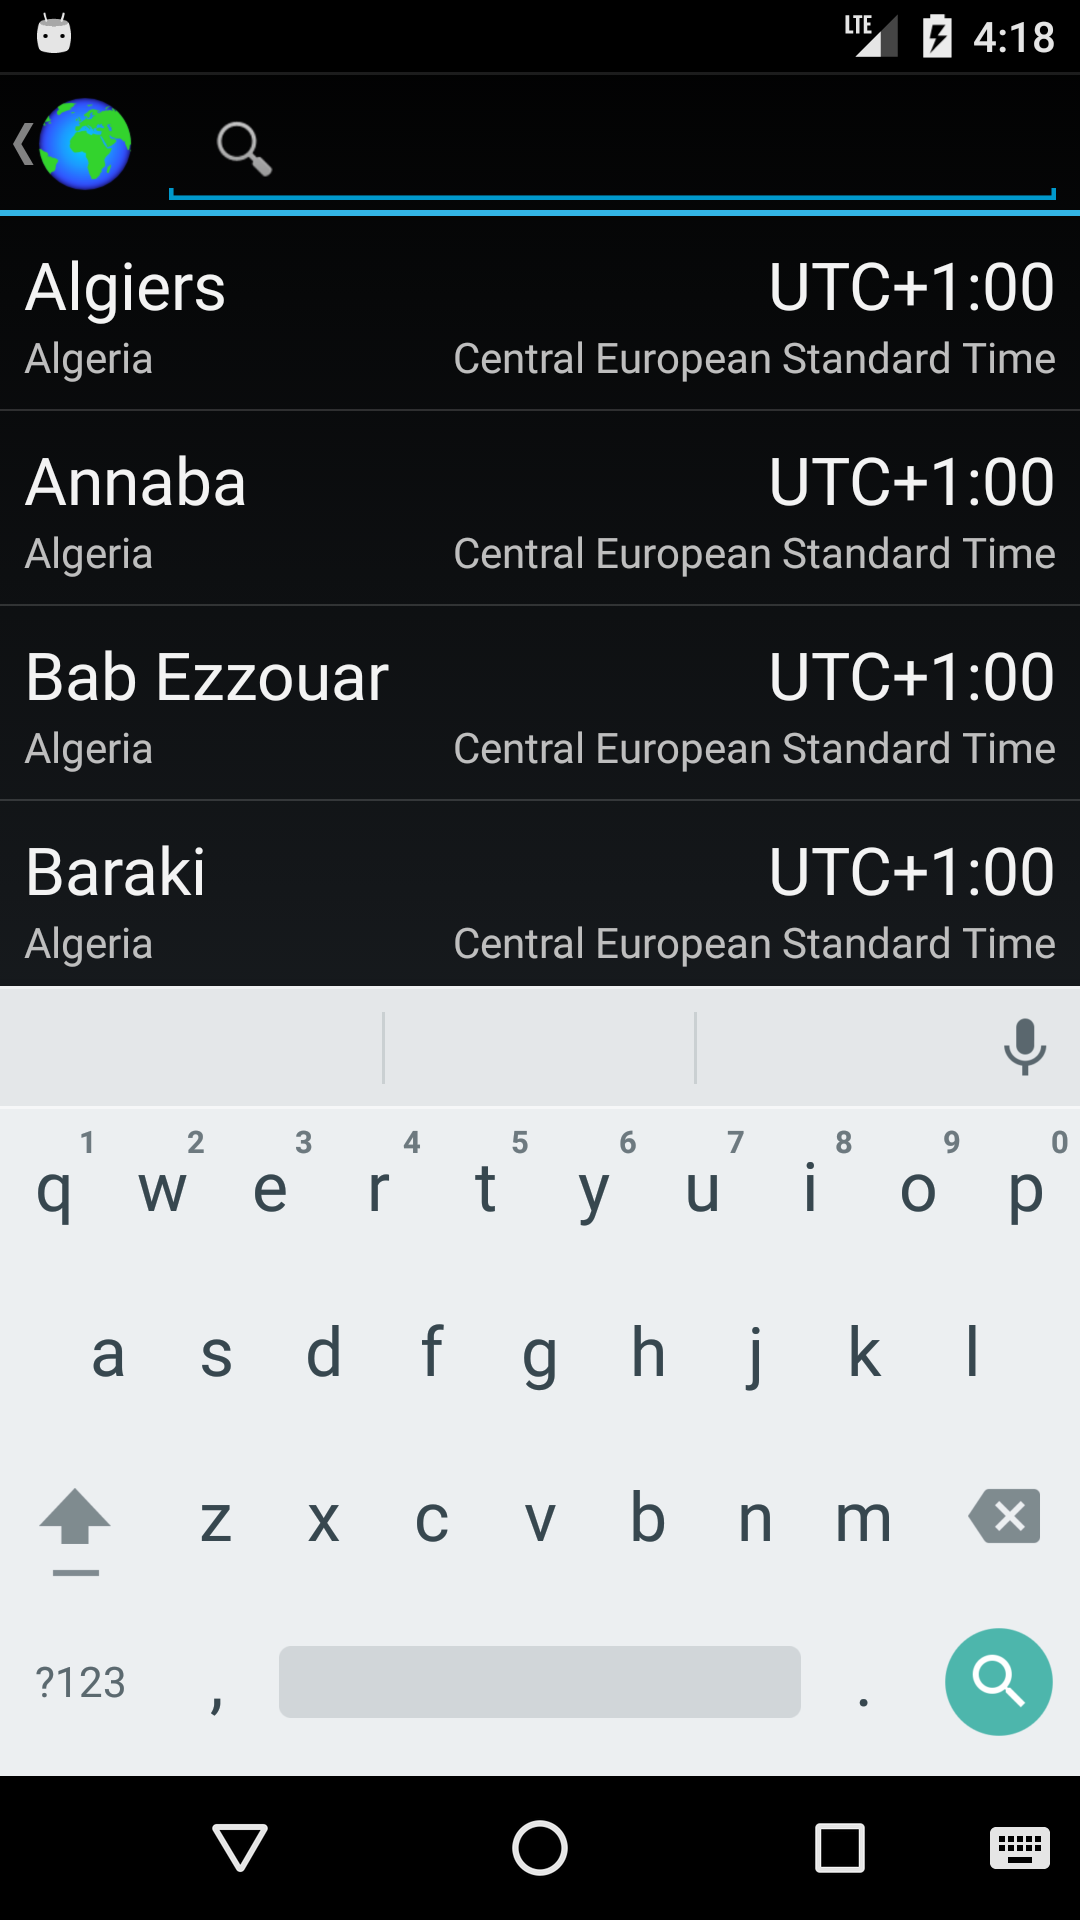 LTE 4:18
Algiers UTC+1:00
Algeria Central European Standard Time
Annaba UTC+1:00
Algeria Central European Standard Time
Bab Ezzouar UTC+1:00
Algeria Central European Standard Time
Baraki UTC+1:00
Algeria Central European Standard Time
1 2 3 4 5 6 7 8 9 0
q w e r t y u i o p
a s d f g h j k l
z x c v b n m
?123 , .